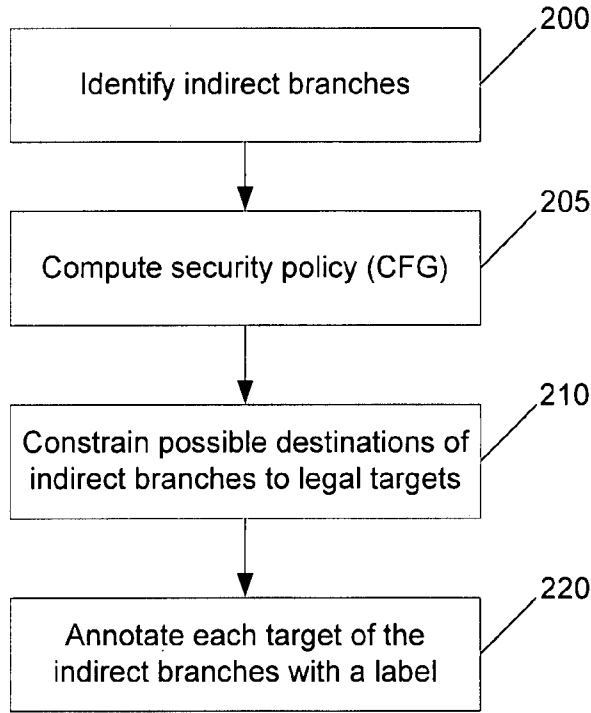 200
Identify indirect branches
205
Compute security policy (CFG)
210
Constrain possible destinations of
indirect branches to legal targets
220
Annotate each target of the
indirect branches with a label